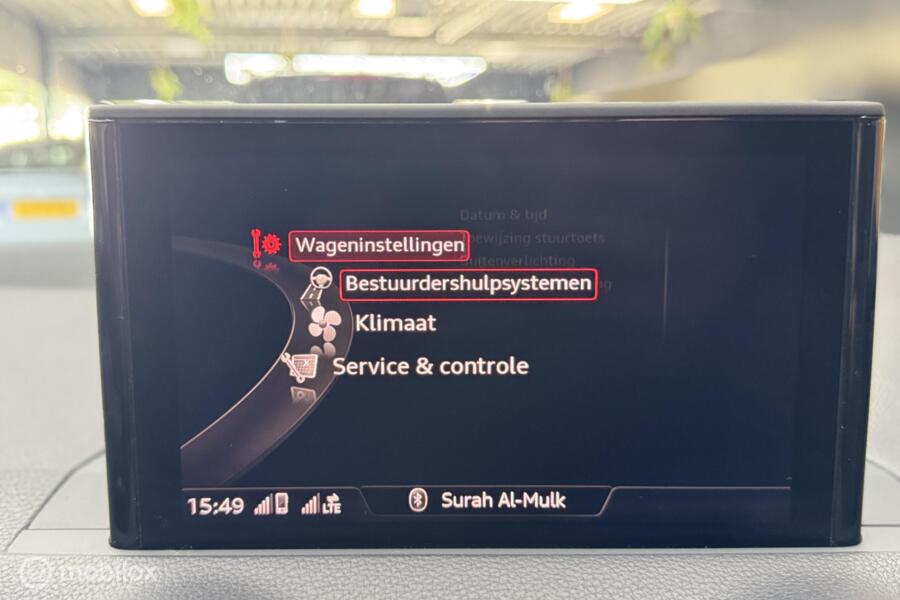 Datum & tijd
Wageninstellingen
Buitenverlichting
Bestuurdershulpsystemen
Klimaat
Service & controle
15:49
LTE
Surah Al-Mulk
mobilox